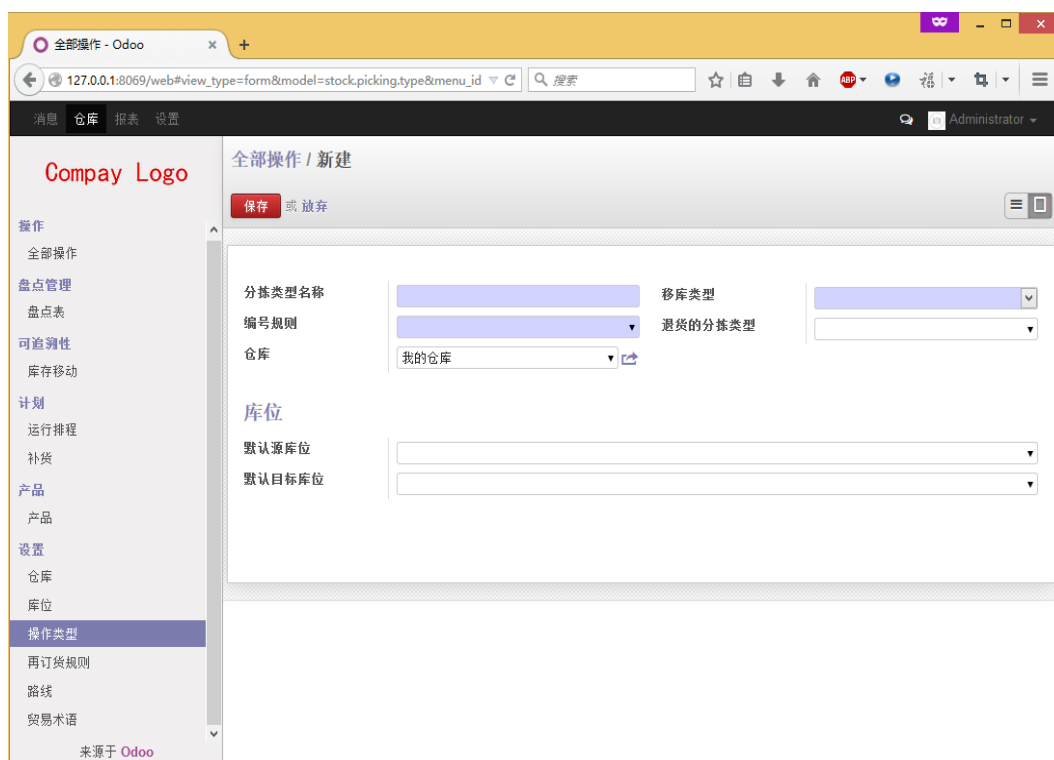 全部操作 - Odoo
127.0.0.1:8069/web#view_type=form&model=stock.picking.type&menu_id
搜索
ABP
消息 仓库 报表 设置
Administrator
Compay Logo
全部操作 / 新建
保存 或 放弃
操作
全部操作
盘点管理
盘点表
可追溯性
库存移动
计划
运行排程
补货
产品
产品
设置
仓库
库位
操作类型
再订货规则
路线
贸易术语
来源于 Odoo
分拣类型名称
移库类型
编号规则
退货的分拣类型
仓库
我的仓库
库位
默认源库位
默认目标库位